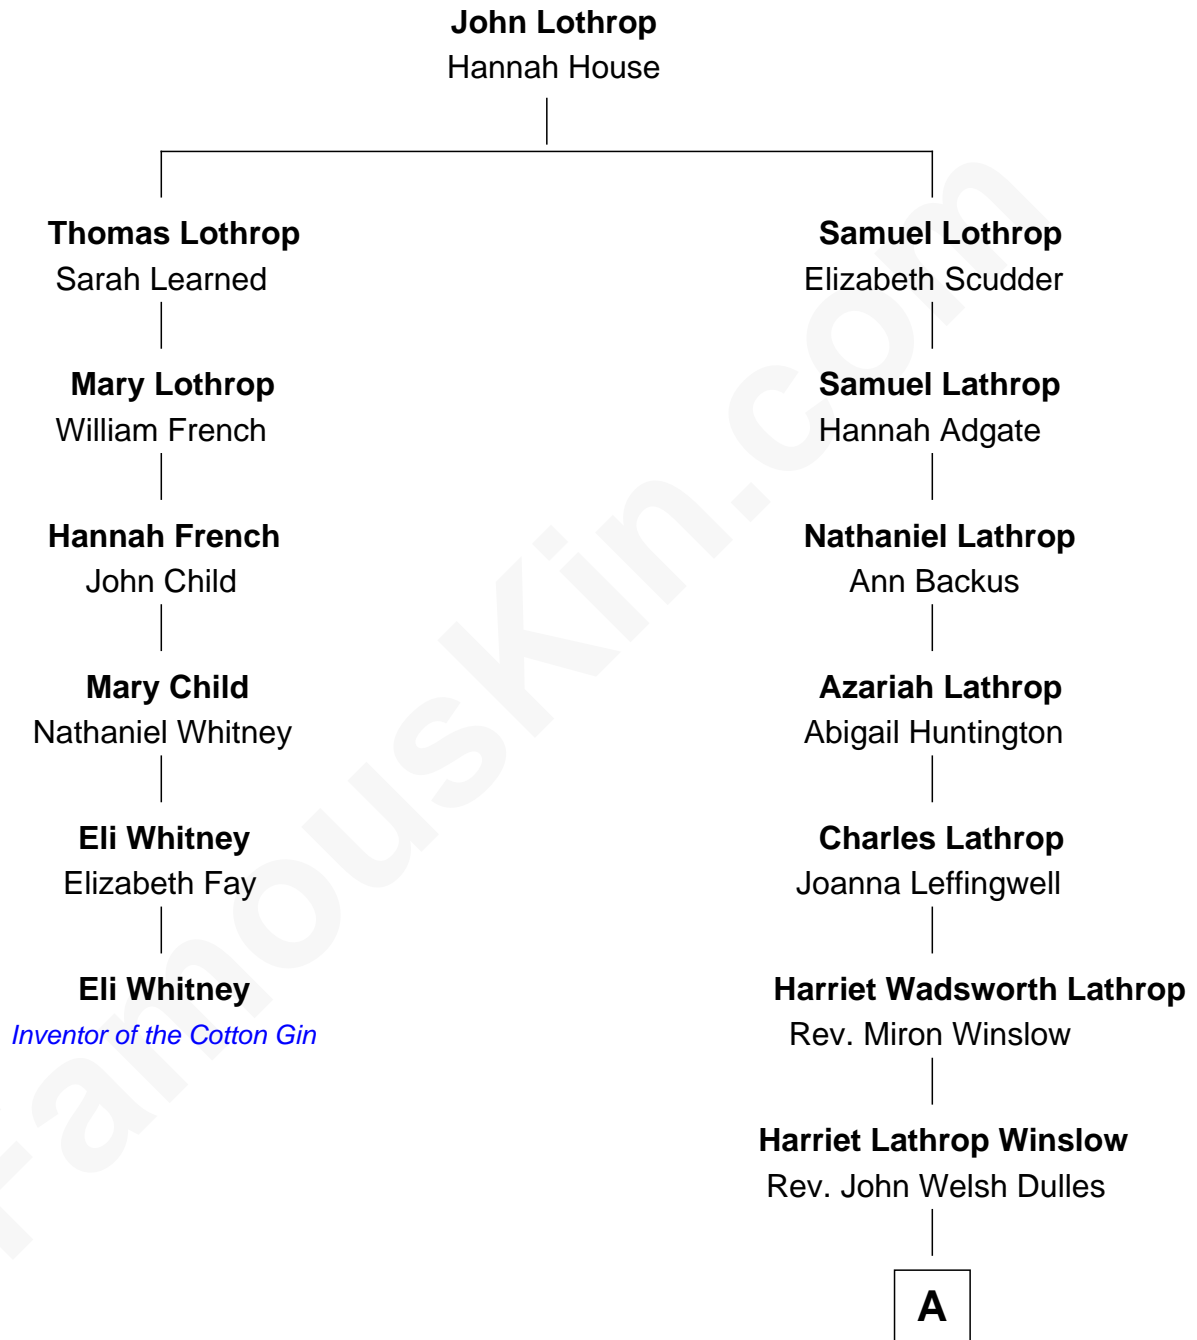 John Lothrop
Hannah House
Thomas Lothrop
Sarah Learned
Samuel Lothrop
Elizabeth Scudder
Mary Lothrop
William French
Samuel Lathrop
Hannah Adgate
Hannah French
John Child
Nathaniel Lathrop
Ann Backus
Mary Child
Nathaniel Whitney
Azariah Lathrop
Abigail Huntington
Eli Whitney
Elizabeth Fay
Charles Lathrop
Joanna Leffingwell
Eli Whitney
Inventor of the Cotton Gin
Harriet Wadsworth Lathrop
Rev. Miron Winslow
Harriet Lathrop Winslow
Rev. John Welsh Dulles
A
FamousKin.com